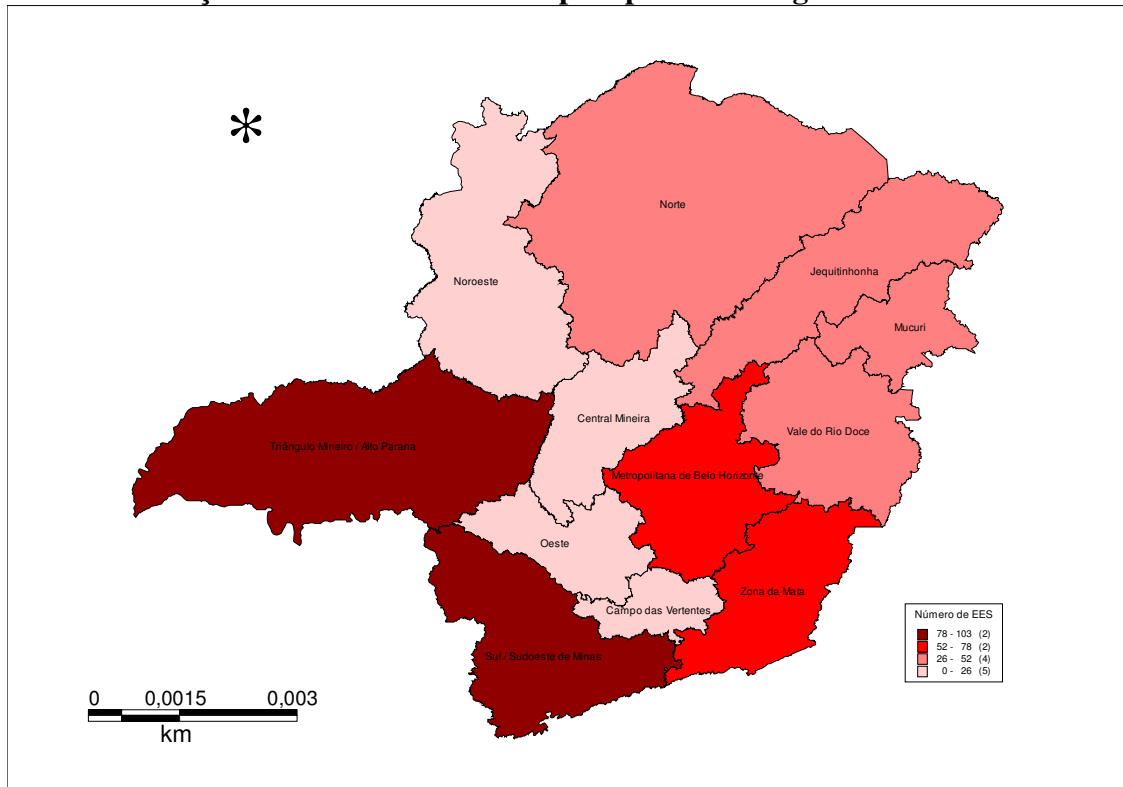 *
Norte
Jequitinhonha
Noroeste
Mucuri
Central Mineira
Vale do Rio Doce
Triângulo Mineiro / Alto Parana
Metropolitana de Belo Horizonte
Oeste
Zona da Mata
Campo das Vertentes
Sul / Sudoeste de Minas
Número de EES
78 - 103 (2)
52 - 78 (2)
26 - 52 (4)
0 - 26 (5)
0 0,0015 0,003
km